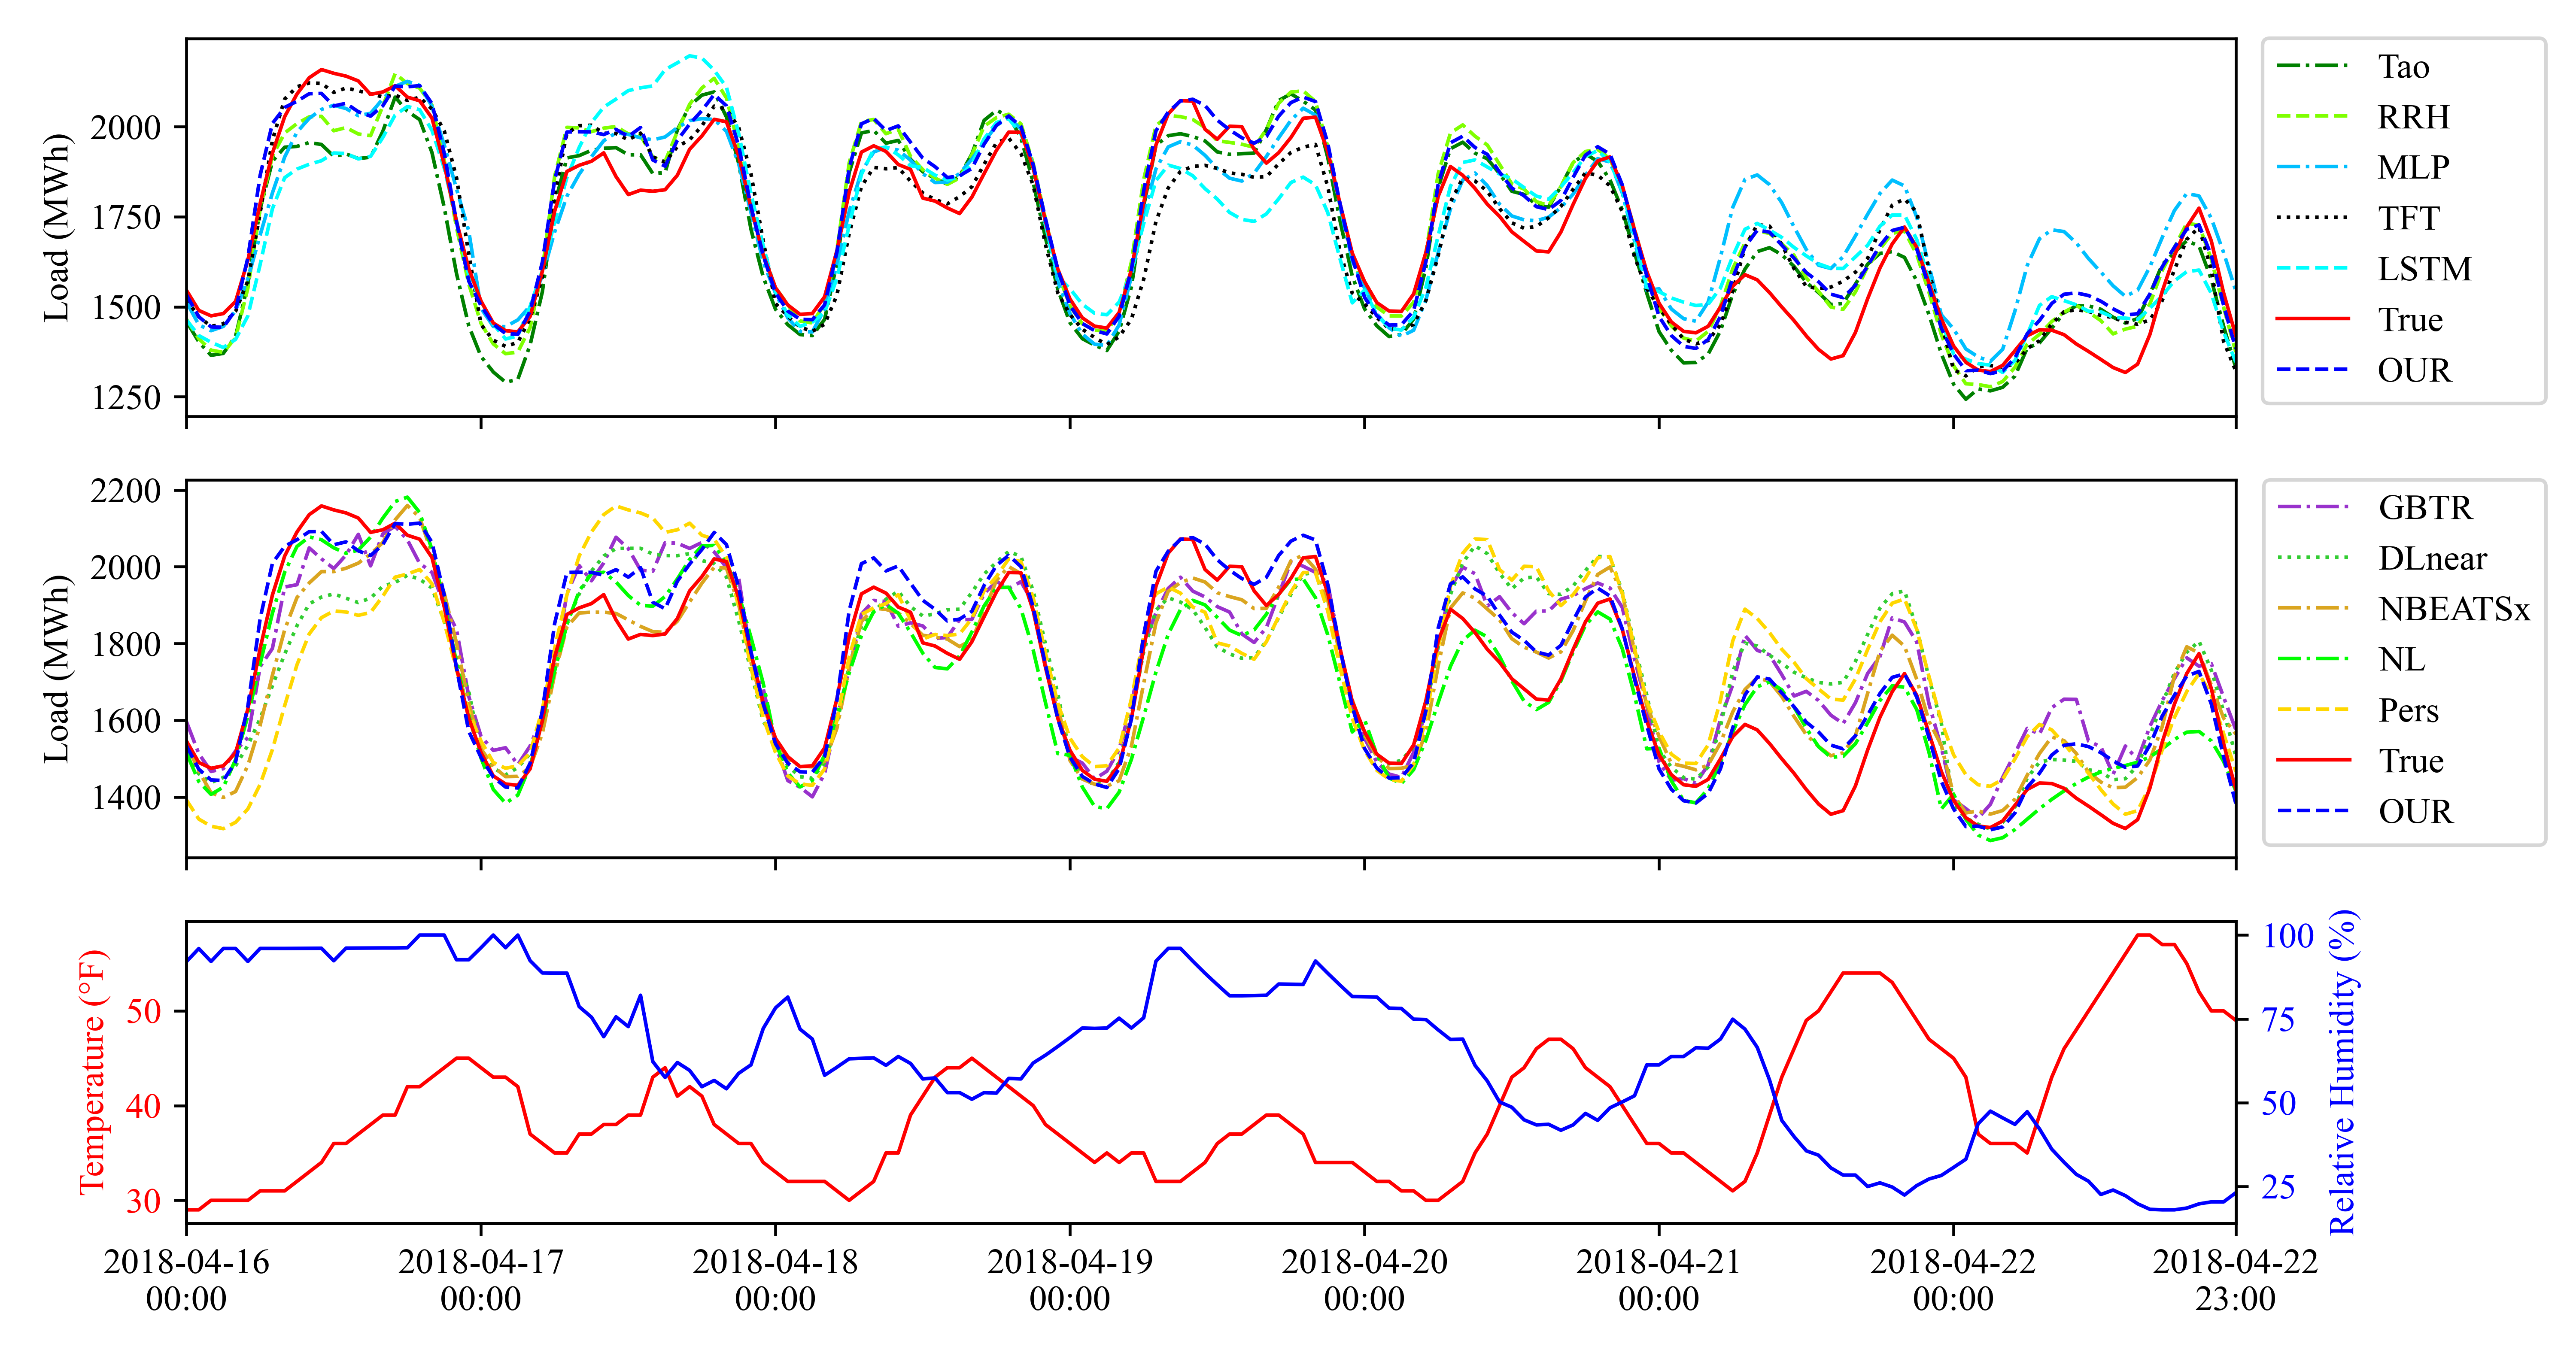 Load (MWh)
2000
1750
1500
1250
Tao
RRH
MLP
TFT
LSTM
True
OUR
Load (MWh)
2200
2000
1800
1600
1400
GBTR
DLnear
NBEATSx
NL
Pers
True
OUR
Temperature (°F)
50
40
30
100
75
50
25
Relative Humidity (%)
2018-04-16
00:00
2018-04-17
00:00
2018-04-18
00:00
2018-04-19
00:00
2018-04-20
00:00
2018-04-21
00:00
2018-04-22
00:00
2018-04-22
23:00